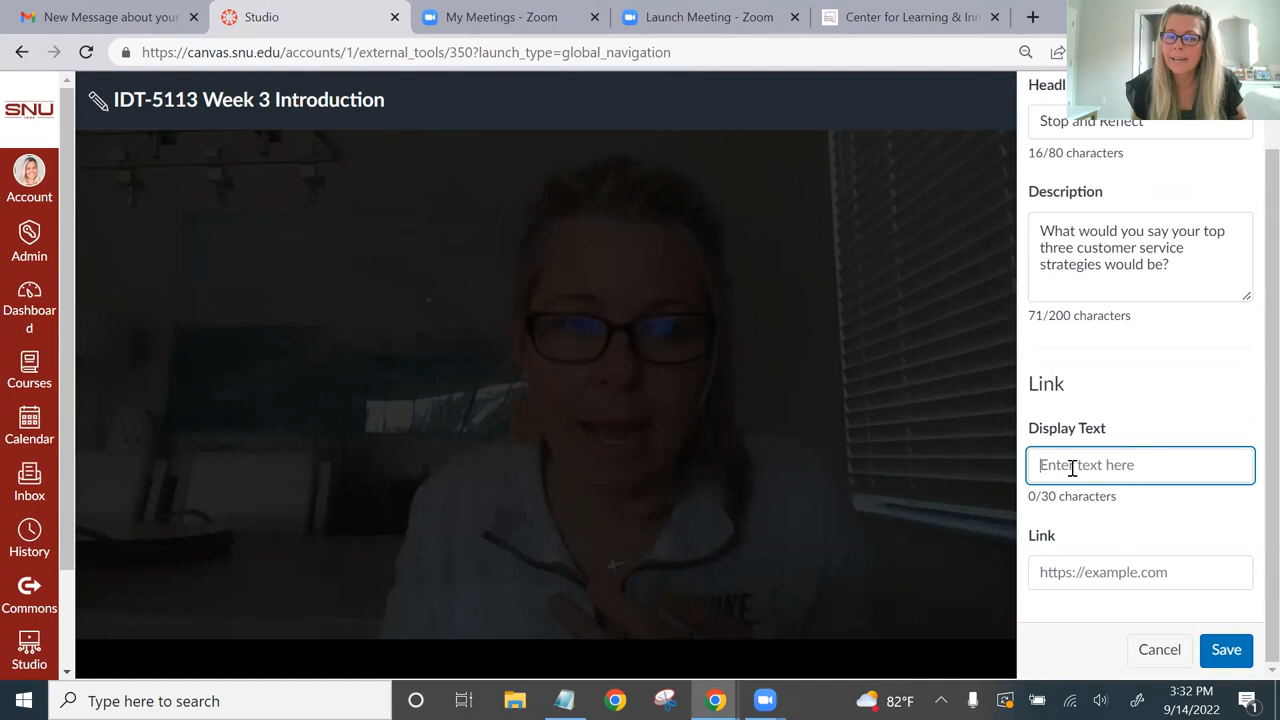 New Message about your
Studio
My Meetings - Zoom
Launch Meeting - Zoom
Center for Learning & Inn
https://canvas.snu.edu/accounts/1/external_tools/350?launch_type=global_navigation
SNU
Account
Admin
Dashboar
d
Courses
Calendar
Inbox
History
Commons
Studio
IDT-5113 Week 3 Introduction
Headl
Stop and Reflect
16/80 characters
Description
What would you say your top
three customer service
strategies would be?
71/200 characters
Link
Display Text
Enter text here
0/30 characters
Link
https://example.com
Cancel
Save
Type here to search
82°F
3:32 PM
9/14/2022
1